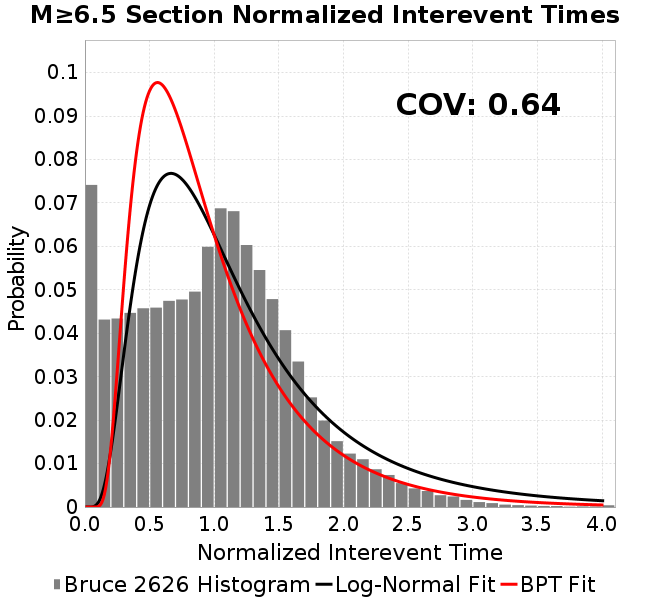 M≥6.5 Section Normalized Interevent Times
COV: 0.64
Probability
0.1
0.09
0.08
0.07
0.06
0.05
0.04
0.03
0.02
0.01
0
0.0 0.5 1.0 1.5 2.0 2.5 3.0 3.5 4.0
Normalized Interevent Time
Bruce 2626 Histogram Log-Normal Fit BPT Fit